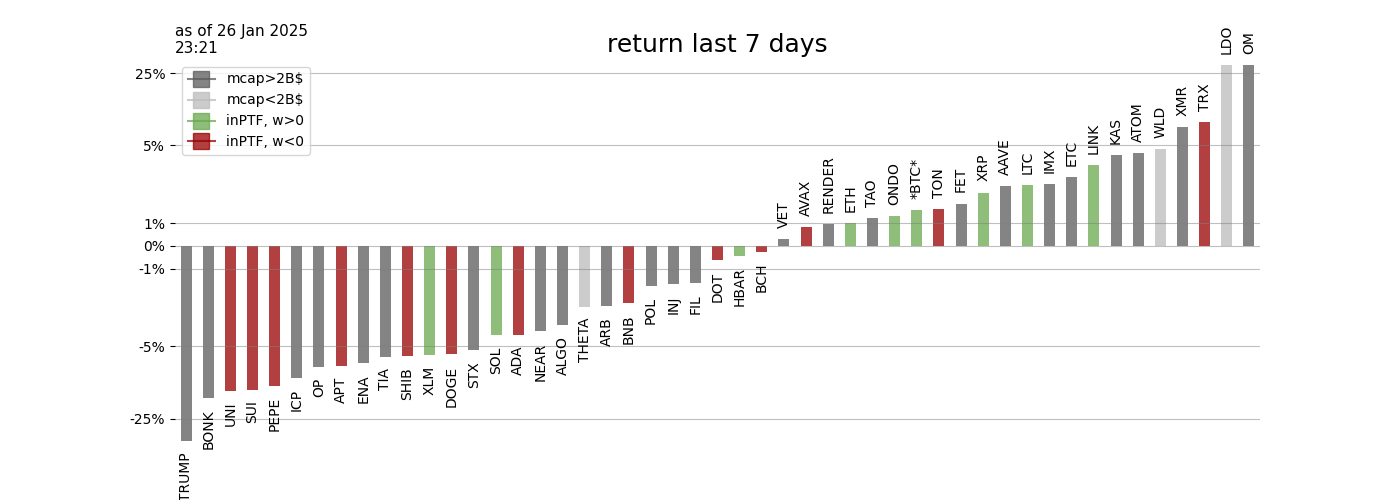 as of 26 Jan 2025
23:21
return last 7 days
mcap>2B$
mcap<2B$
inPTF, w>0
inPTF, w<0
25%
5%
1%
0%
-1%
-5%
-25%
TRUMP
BONK
UNI
SUI
PEPE
ICP
OP
APT
ENA
TIA
SHIB
XLM
DOGE
STX
SOL
ADA
NEAR
ALGO
THETA
ARB
BNB
POL
INJ
FIL
DOT
HBAR
BCH
VET
AVAX
RENDER
ETH
TAO
ONDO
*BTC*
TON
FET
XRP
AAVE
LTC
IMX
ETC
LINK
KAS
ATOM
WLD
XMR
TRX
LDO
OM